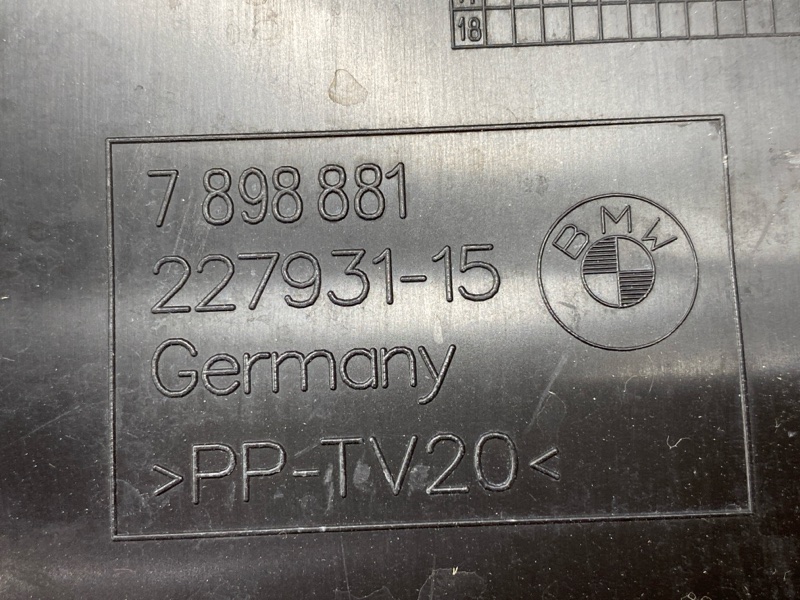 18
7 898 881
BMW
227931-15
Germany
>PP-TV20<